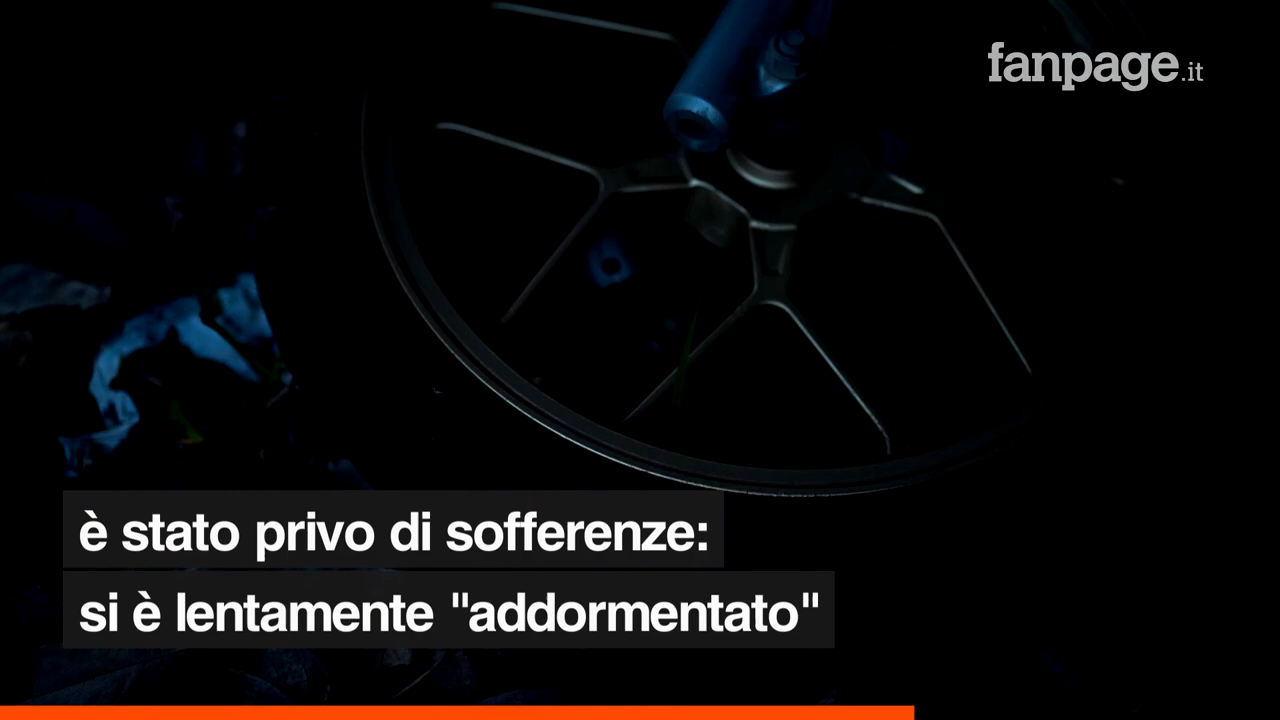 fanpage.it
è stato privo di sofferenze:
si è lentamente "addormentato"